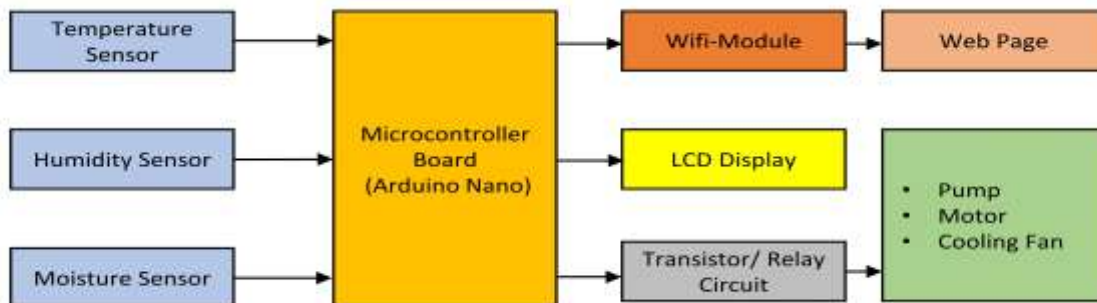 Temperature
Sensor
Humidity Sensor
Moisture Sensor
Microcontroller
Board
(Arduino Nano)
Wifi-Module
LCD Display
Transistor/ Relay
Circuit
Web Page
• Pump
• Motor
• Cooling Fan